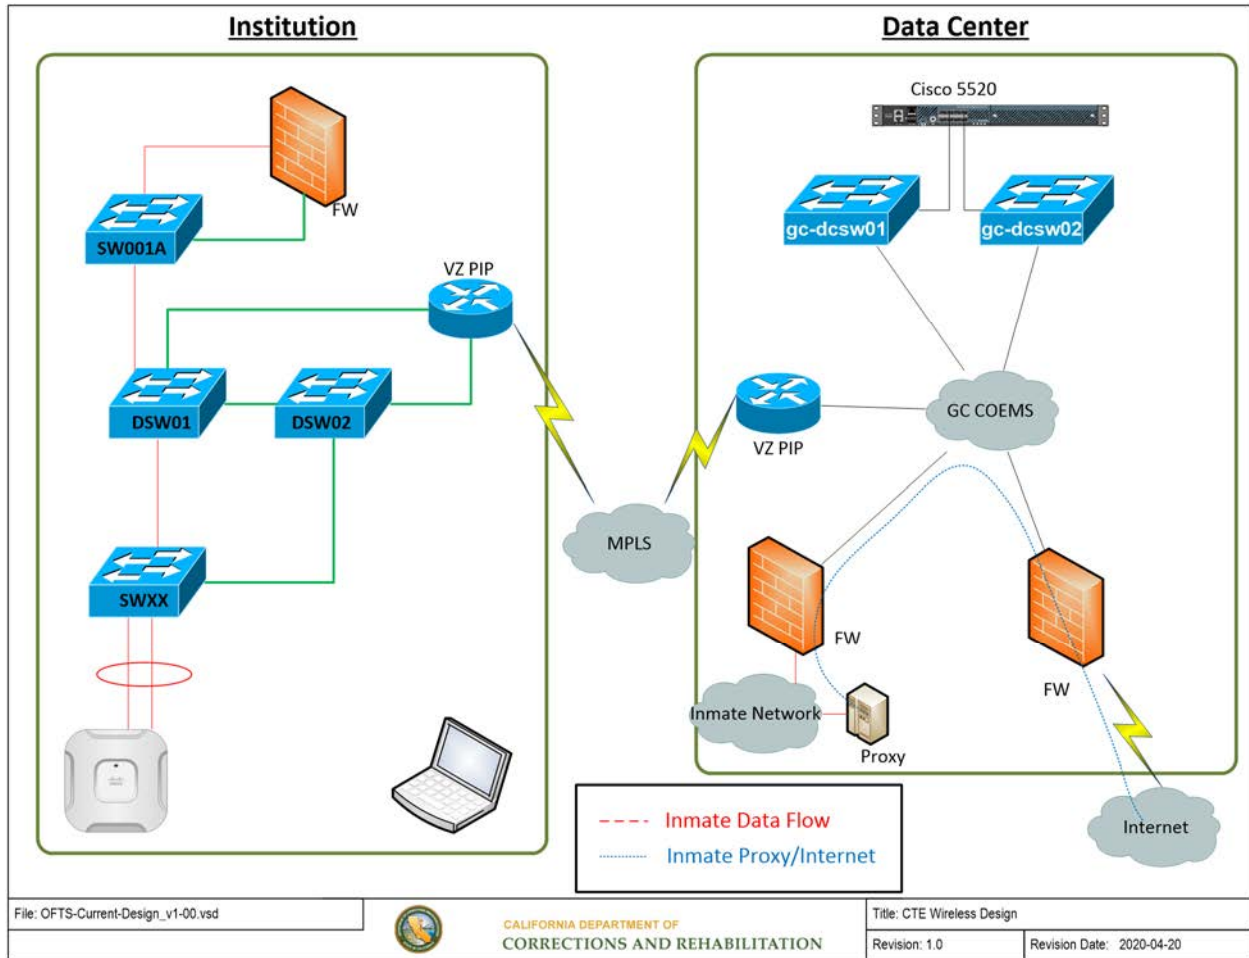 Institution
Data Center
Cisco 5520
FW
gc-dcsw01
gc-dcsw02
SW001A
VZ PIP
DSW01
DSW02
GC COEMS
VZ PIP
MPLS
SWXX
FW
FW
Inmate Network
Proxy
Inmate Data Flow
Inmate Proxy/Internet
Internet
File: OFTS-Current-Design_v1-00.vsd
CALIFORNIA DEPARTMENT OF
CORRECTIONS AND REHABILITATION
Title: CTE Wireless Design
Revision: 1.0
Revision Date: 2020-04-20